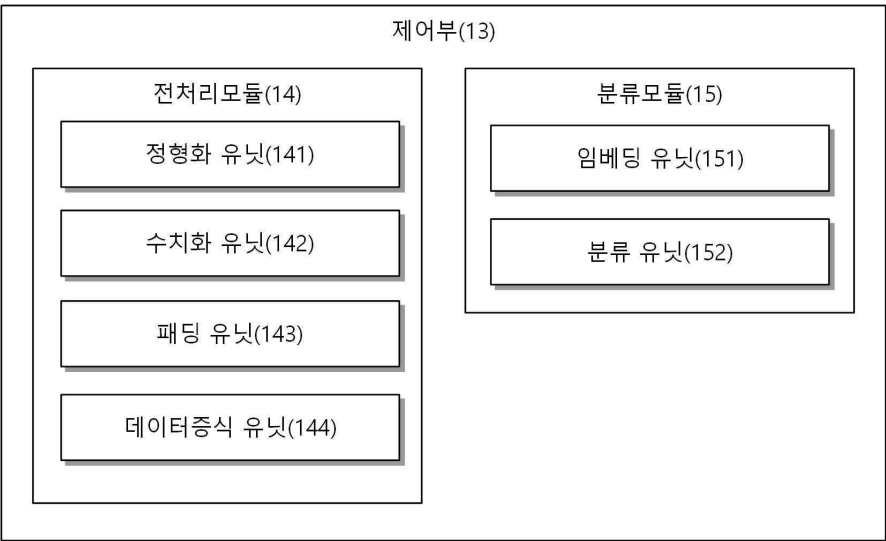 제어부(13)
전처리모듈(14)
정형화 유닛(141)
수치화 유닛(142)
패딩 유닛(143)
데이터증식 유닛(144)
분류모듈(15)
임베딩 유닛(151)
분류 유닛(152)